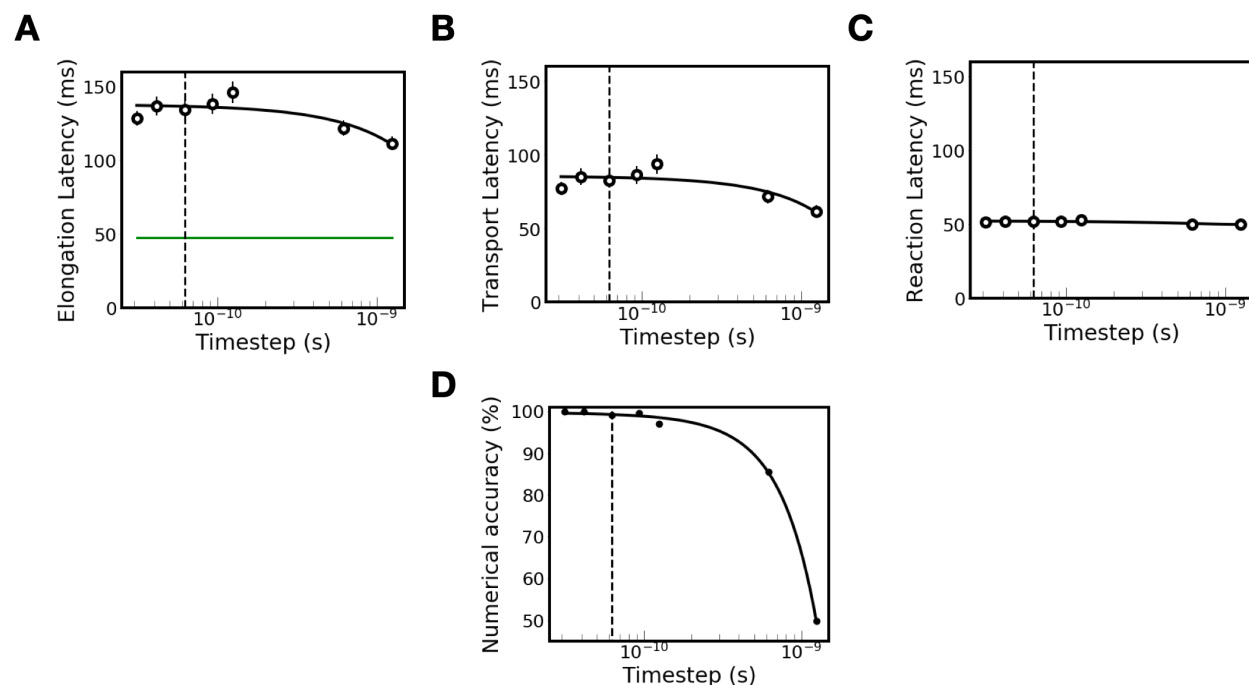 A
Elongation Latency (ms)
150
100
50
0
10⁻¹⁰
10⁻⁹
Timestep (s)
B
Transport Latency (ms)
150
100
50
0
10⁻¹⁰
10⁻⁹
Timestep (s)
C
Reaction Latency (ms)
150
100
50
0
10⁻¹⁰
10⁻⁹
Timestep (s)
D
Numerical accuracy (%)
100
90
80
70
60
50
10⁻¹⁰
10⁻⁹
Timestep (s)